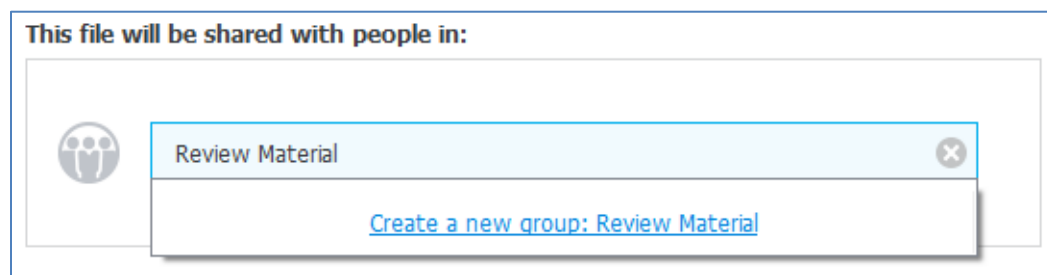 This file will be shared with people in:
Review Material
Create a new group: Review Material